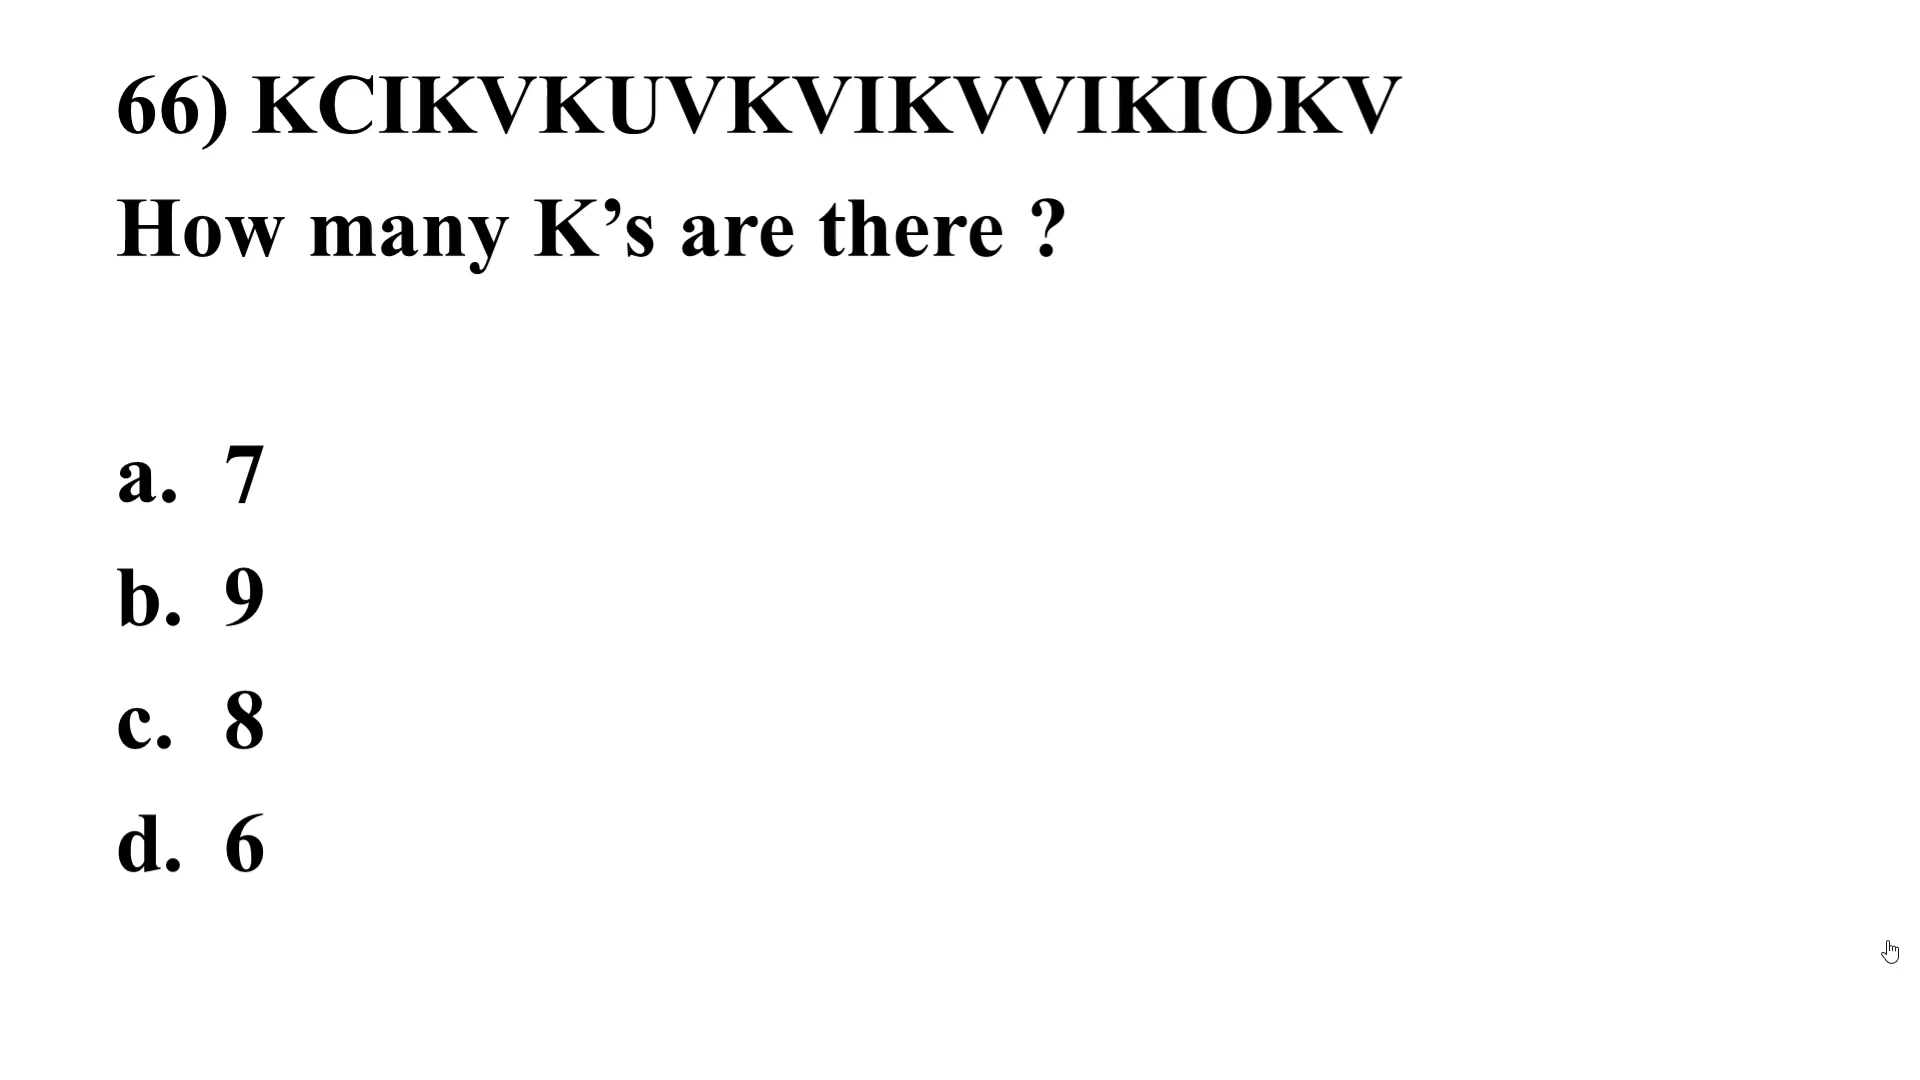 66) KCIKVKUVKVIKVVIKIOKV
How many K’s are there ?
a. 7
b. 9
c. 8
d. 6